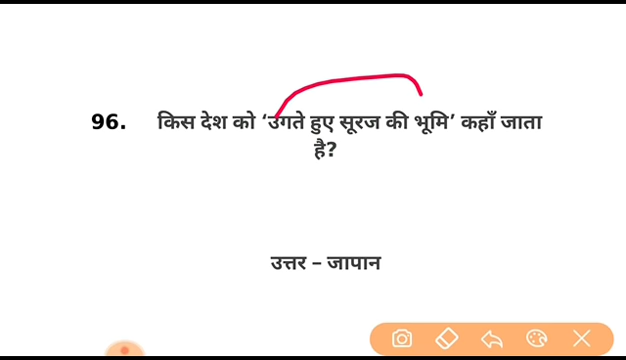 96. किस देश को ‘उगते हुए सूरज की भूमि’ कहाँ जाता
है?
उत्तर – जापान